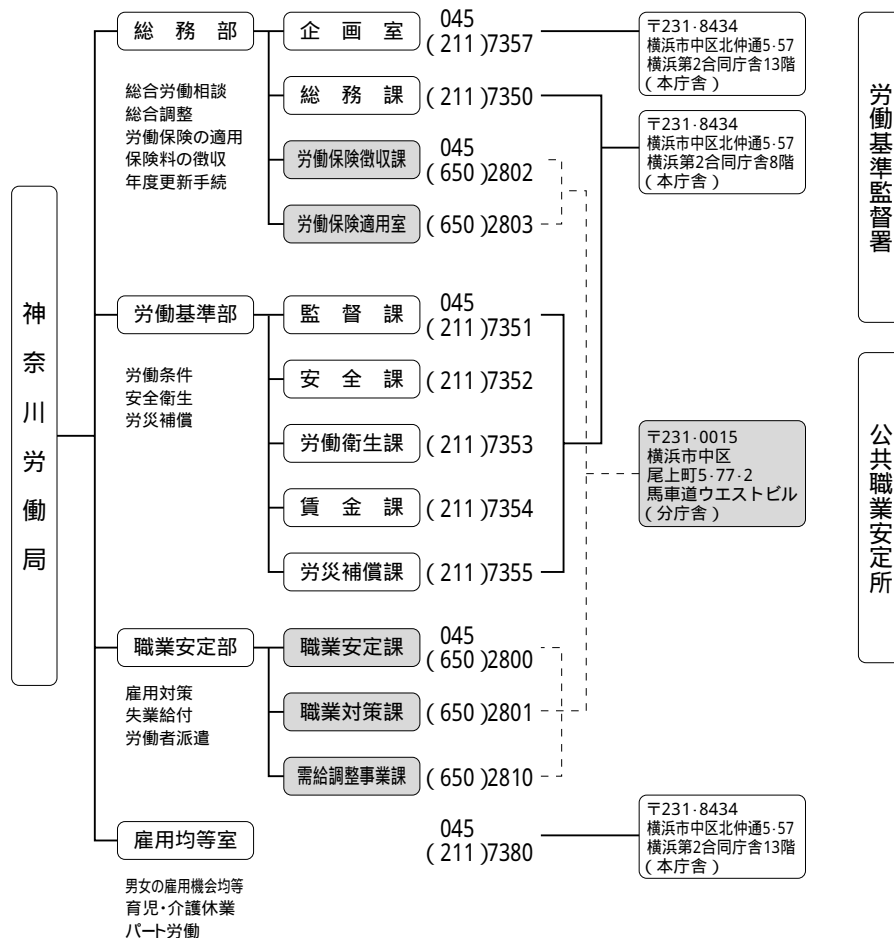 神奈川労働局
総務部
総合労働相談
総合調整
労働保険の適用
保険料の徴収
年度更新手続
企画室
045
(211)7357
総務課
(211)7350
労働保険徴収課
045
(650)2802
労働保険適用室
(650)2803
〒231·8434
横浜市中区北仲通5·57
横浜第2合同庁舎13階
(本庁舎)
〒231·8434
横浜市中区北仲通5·57
横浜第2合同庁舎8階
(本庁舎)
労働基準部
労働条件
安全衛生
労災補償
監督課
045
(211)7351
安全課
(211)7352
労働衛生課
(211)7353
賃金課
(211)7354
労災補償課
(211)7355
〒231·0015
横浜市中区
尾上町5·77·2
馬車道ウエストビル
(分庁舎)
職業安定部
雇用対策
失業給付
労働者派遣
職業安定課
045
(650)2800
職業対策課
(650)2801
需給調整事業課
(650)2810
雇用均等室
男女の雇用機会均等
育児・介護休業
パート労働
045
(211)7380
〒231·8434
横浜市中区北仲通5·57
横浜第2合同庁舎13階
(本庁舎)
労働基準監督署
公共職業安定所